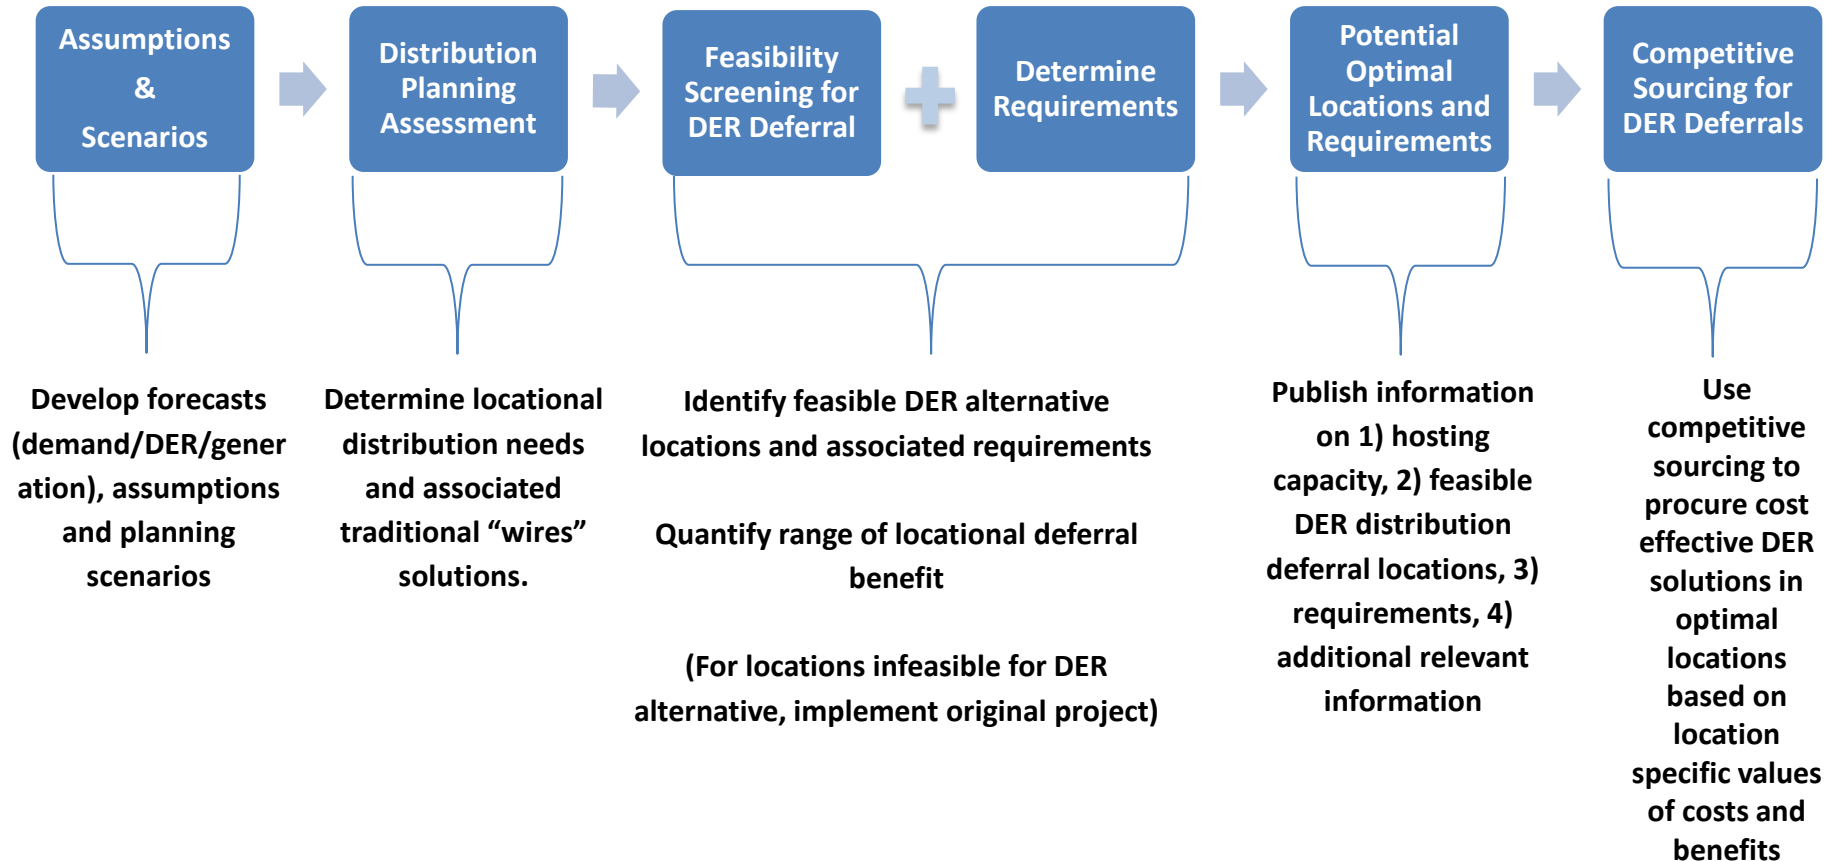 Assumptions
&
Scenarios
Distribution
Planning
Assessment
Feasibility
Screening for
DER Deferral
Determine
Requirements
Potential
Optimal
Locations and
Requirements
Competitive
Sourcing for
DER Deferrals
Develop forecasts
(demand/DER/gener
ation), assumptions
and planning
scenarios
Determine locational
distribution needs
and associated
traditional “wires”
solutions.
Identify feasible DER alternative
locations and associated requirements
Quantify range of locational deferral
benefit
(For locations infeasible for DER
alternative, implement original project)
Publish information
on 1) hosting
capacity, 2) feasible
DER distribution
deferral locations, 3)
requirements, 4)
additional relevant
information
Use
competitive
sourcing to
procure cost
effective DER
solutions in
optimal
locations
based on
location
specific values
of costs and
benefits